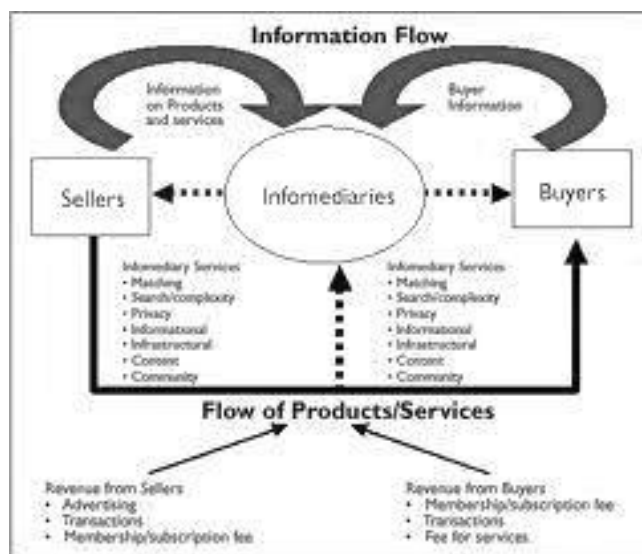 Information Flow
Information
on Products
and services
Buyer
Information
Sellers
Infomediaries
Buyers
Infomediary Services
• Matching
• Search/complexity
• Privacy
• Informational
• Infrastructural
• Content
• Community
Infomediary Services
• Matching
• Search/complexity
• Privacy
• Informational
• Infrastructural
• Content
• Community
Flow of Products/Services
Revenue from Sellers
• Advertising
• Transactions
• Membership/subscription fee
Revenue from Buyers
• Membership/subscription fee
• Transactions
• Fee for services